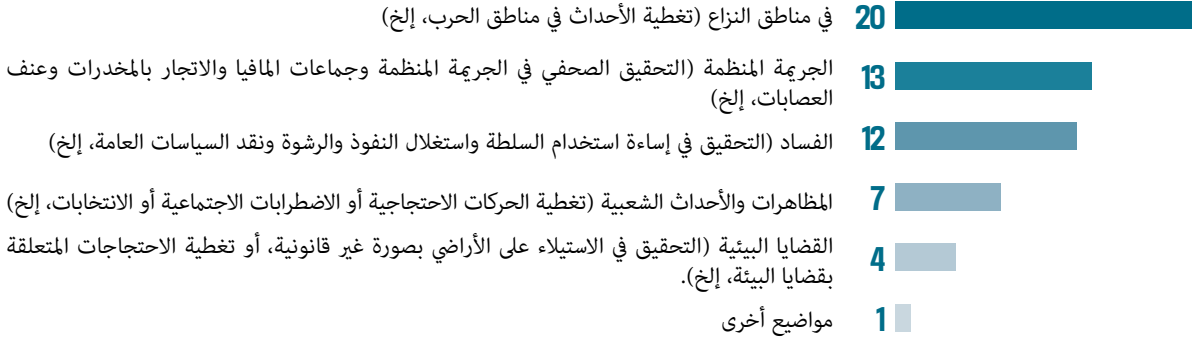 20 في مناطق النزاع (تغطية الأحداث في مناطق الحرب، إلخ)
13 الجريمة المنظمة (التحقيق الصحفي في الجريمة المنظمة وجماعات المافيا والاتجار بالمخدرات وعنف
العصابات، إلخ)
12 الفساد (التحقيق في إساءة استخدام السلطة واستغلال النفوذ والرشوة ونقد السياسات العامة، إلخ)
7 المظاهرات والأحداث الشعبية (تغطية الحركات الاحتجاجية أو الاضطرابات الاجتماعية أو الانتخابات، إلخ)
4 القضايا البيئية (التحقيق في الاستيلاء على الأراضي بصورة غير قانونية، أو تغطية الاحتجاجات المتعلقة
بقضايا البيئة، إلخ).
1 مواضيع أخرى